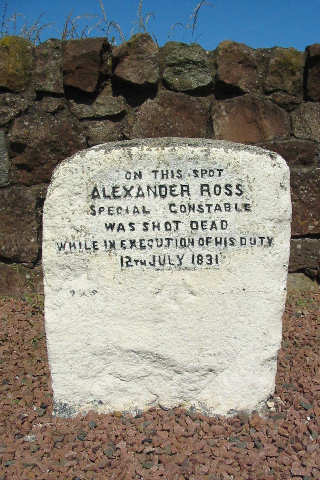 ON THIS SPOT
ALEXANDER ROSS
SPECIAL CONSTABLE
WAS SHOT DEAD
WHILE IN EXECUTION OF HIS DUTY
12TH JULY 1831